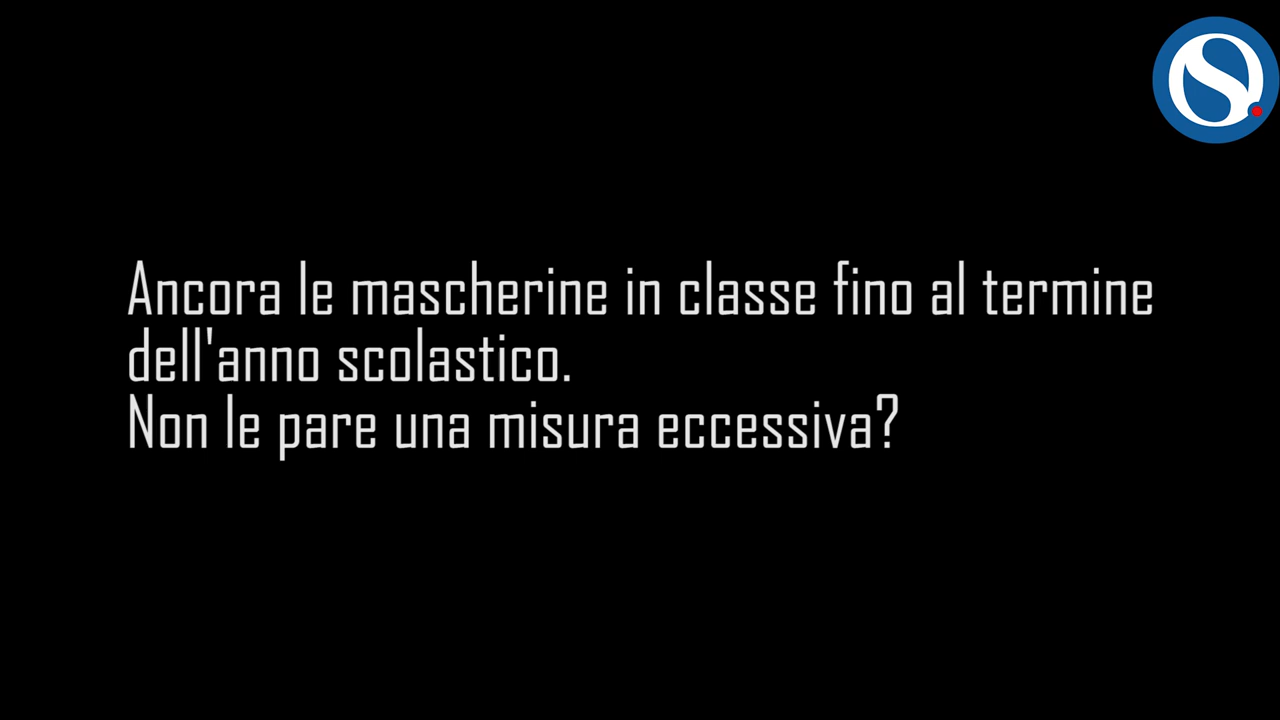 Ancora le mascherine in classe fino al termine
dell'anno scolastico.
Non le pare una misura eccessiva?